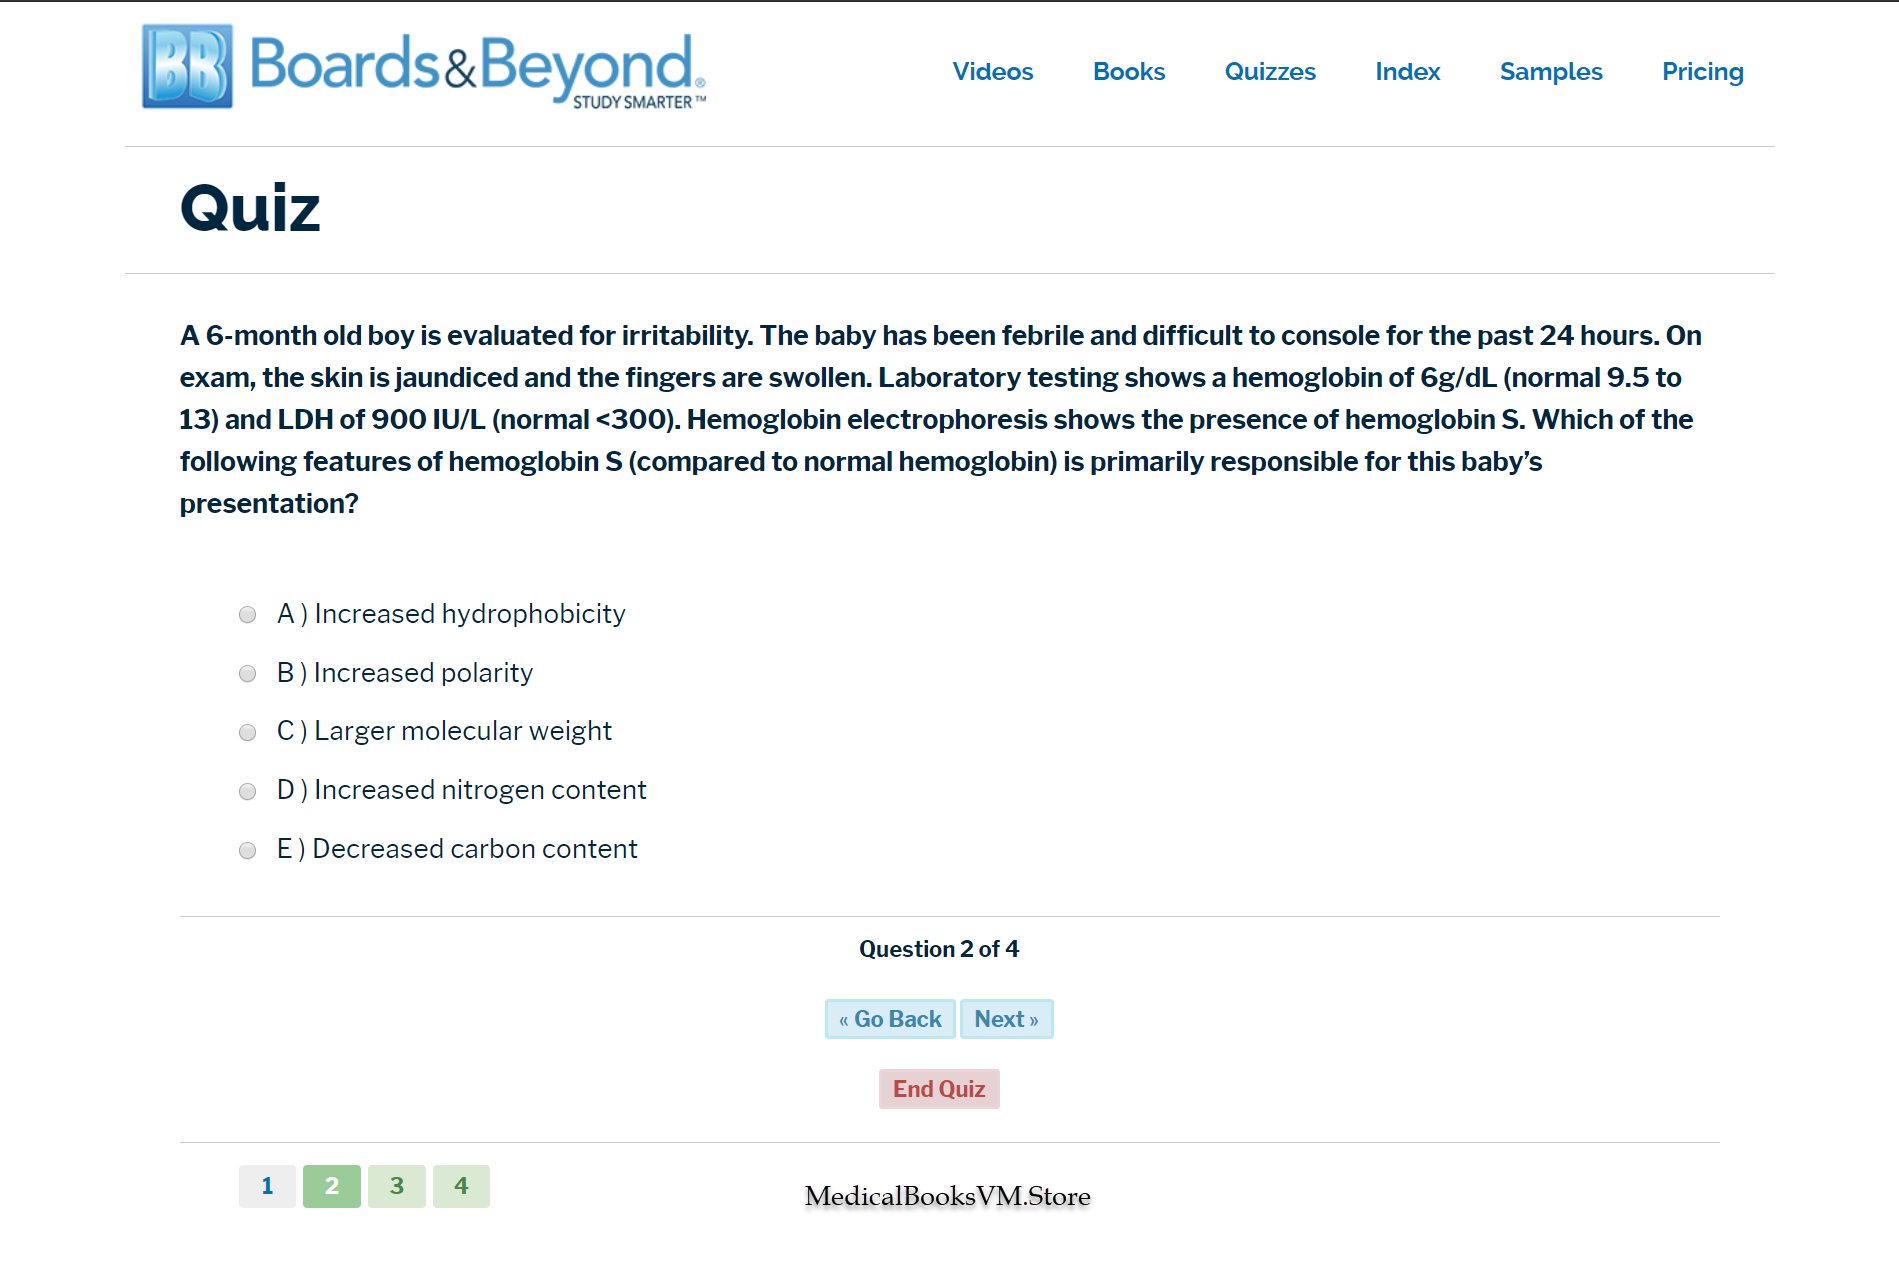 BB Boards&Beyond®
STUDY SMARTER™
Videos Books Quizzes Index Samples Pricing
Quiz
A 6-month old boy is evaluated for irritability. The baby has been febrile and difficult to console for the past 24 hours. On
exam, the skin is jaundiced and the fingers are swollen. Laboratory testing shows a hemoglobin of 6g/dL (normal 9.5 to
13) and LDH of 900 IU/L (normal <300). Hemoglobin electrophoresis shows the presence of hemoglobin S. Which of the
following features of hemoglobin S (compared to normal hemoglobin) is primarily responsible for this baby’s
presentation?
A ) Increased hydrophobicity
B ) Increased polarity
C ) Larger molecular weight
D ) Increased nitrogen content
E ) Decreased carbon content
Question 2 of 4
« Go Back Next »
End Quiz
1 2 3 4
MedicalBooksVM.Store